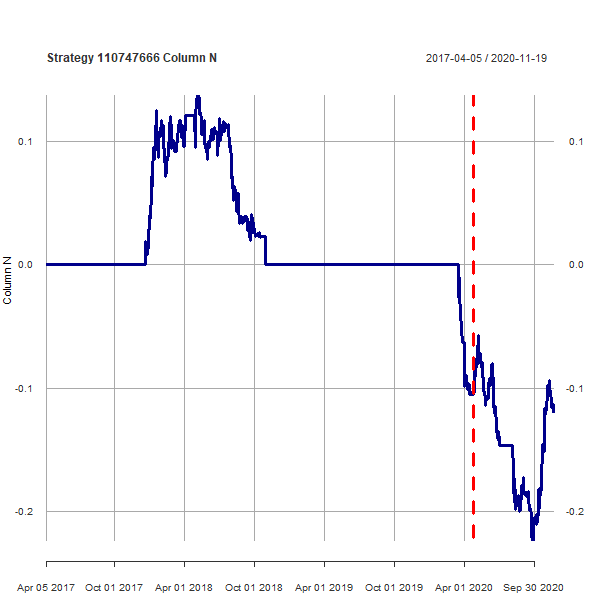 Strategy 110747666 Column N
2017-04-05 / 2020-11-19
0.1
0.1
0.0
0.0
-0.1
-0.1
-0.2
-0.2
Column N
Apr 05 2017
Oct 01 2017
Apr 01 2018
Oct 01 2018
Apr 01 2019
Oct 01 2019
Apr 01 2020
Sep 30 2020